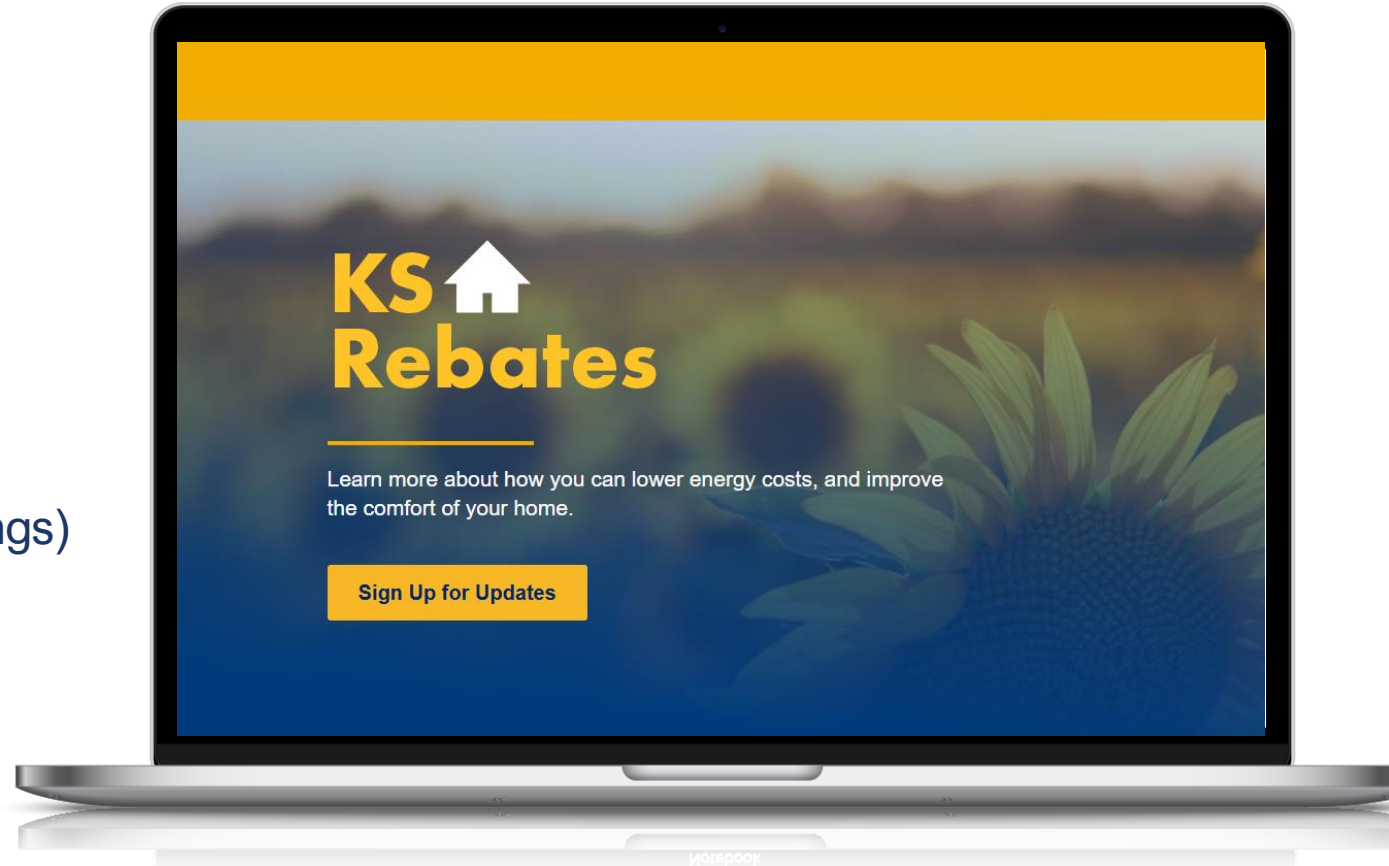 KS
Rebates
Learn more about how you can lower energy costs, and improve
the comfort of your home.
ngs)
Sign Up for Updates
Notebook